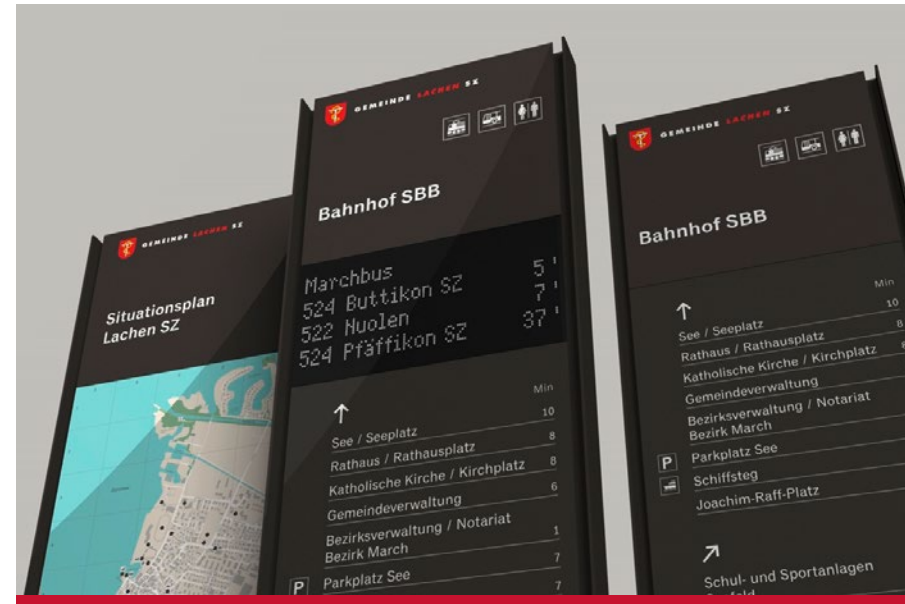 GEMEINDE LACHEN SZ
Situationsplan
Lachen SZ
GEMEINDE LACHEN SZ
Bahnhof SBB
Marchbus 5'
524 Buttikon SZ 7'
522 Nuolen 37'
524 Pfäffikon SZ
Min
See / Seeplatz 10
Rathaus / Rathausplatz 8
Katholische Kirche / Kirchplatz 8
Gemeindeverwaltung 6
Bezirksverwaltung / Notariat
Bezirk March 1
P Parkplatz See 7
7
GEMEINDE LACHEN SZ
Bahnhof SBB
Min
See / Seeplatz 10
Rathaus / Rathausplatz 8
Katholische Kirche / Kirchplatz 8
Gemeindeverwaltung
Bezirksverwaltung / Notariat
Bezirk March
P Parkplatz See
Schiffsteg
Joachim-Raff-Platz
Schul- und Sportanlagen